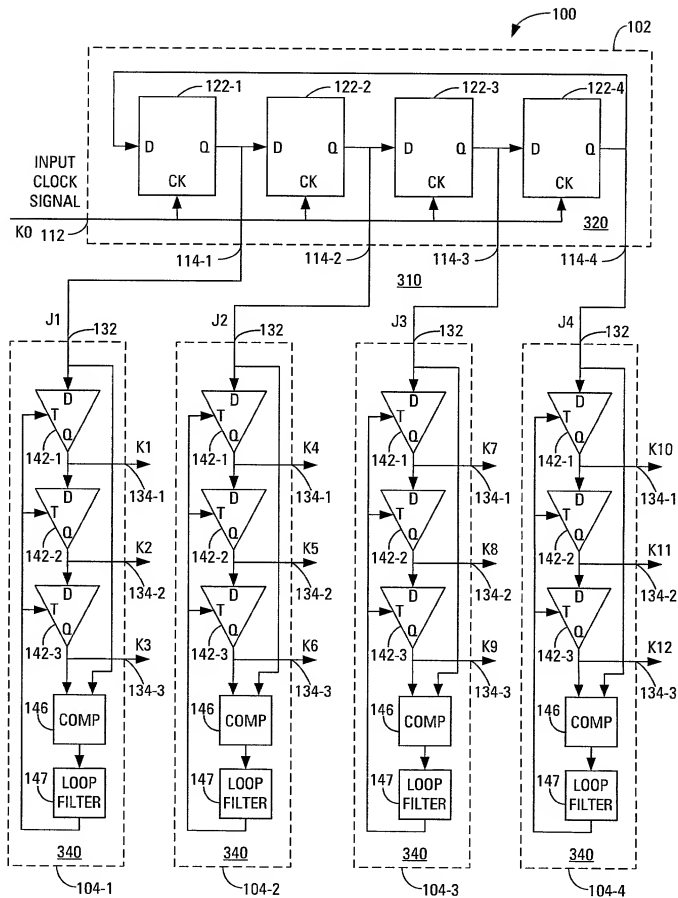 100
102
122-1 122-2 122-3 122-4
D Q D Q D Q D Q
CK CK CK CK
INPUT
CLOCK
SIGNAL
K0
112
320
114-1 114-2 310 114-3 114-4
J1 132 J2 132 J3 132 J4 132
D D D D
T T T T
Q Q Q Q
K1 K4 K7 K10
142-1 134-1 142-1 134-1 142-1 134-1 142-1 134-1
D D D D
T T T T
Q Q Q Q
K2 K5 K8 K11
142-2 134-2 142-2 134-2 142-2 134-2 142-2 134-2
D D D D
T T T T
Q Q Q Q
K3 K6 K9 K12
142-3 134-3 142-3 134-3 142-3 134-3 142-3 134-3
146 COMP 146 COMP 146 COMP 146 COMP
147 LOOP 147 LOOP 147 LOOP 147 LOOP
FILTER FILTER FILTER FILTER
340 340 340 340
104-1 104-2 104-3 104-4